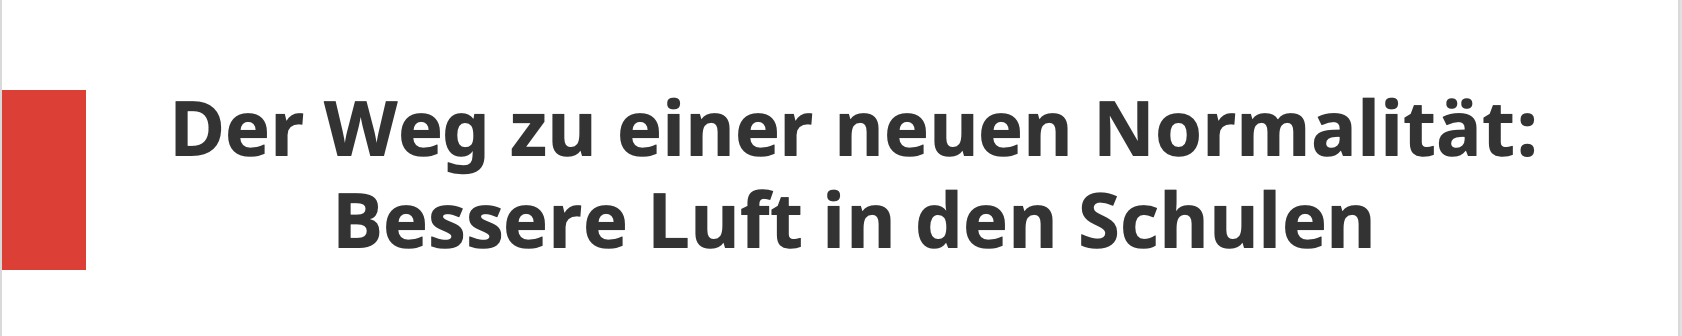 Der Weg zu einer neuen Normalität:
Bessere Luft in den Schulen